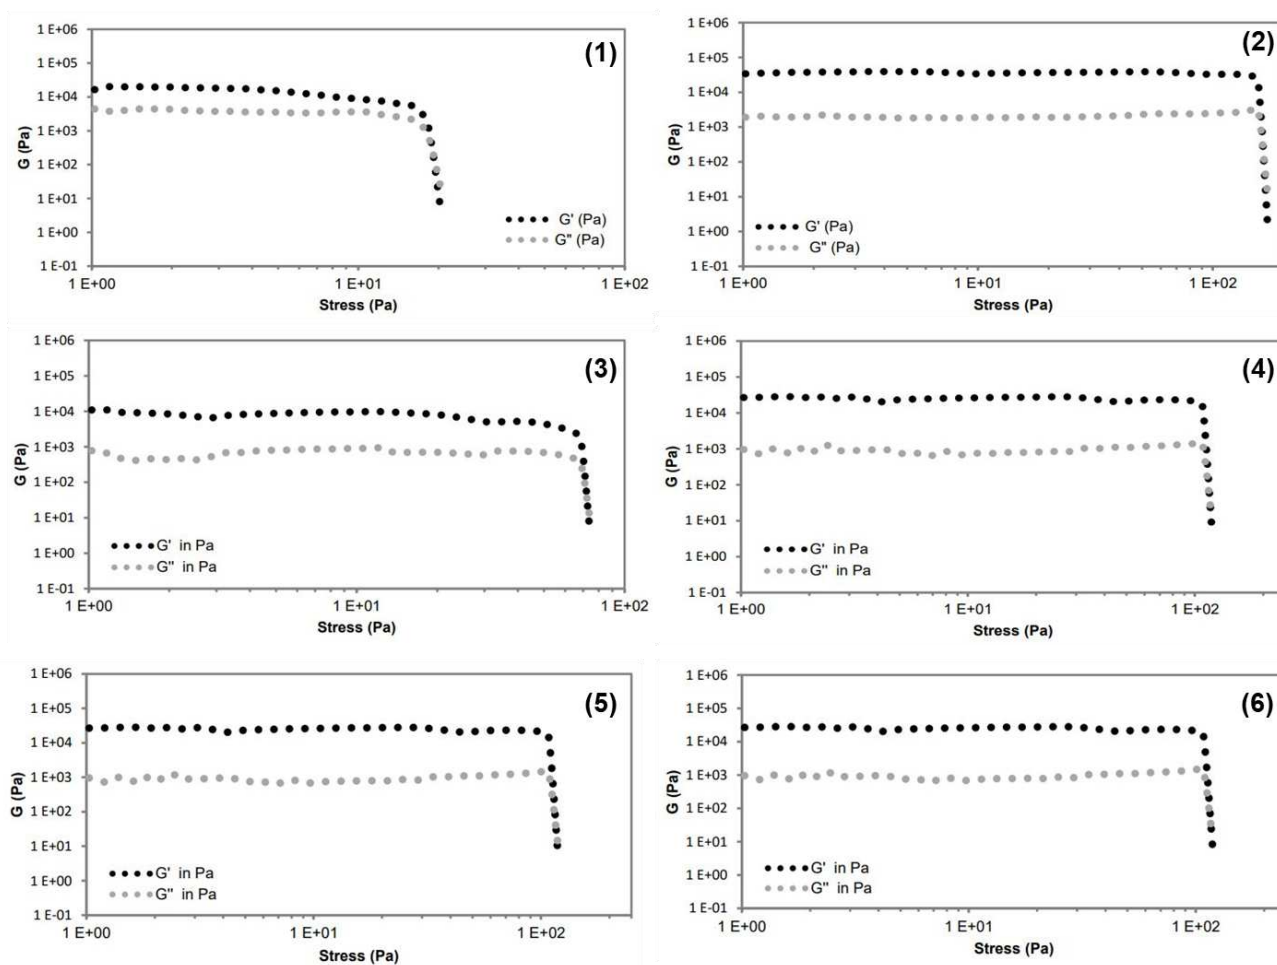 (1)
1 E+06
1 E+05
1 E+04
1 E+03
1 E+02
1 E+01
1 E+00
1 E-01
G (Pa)
G' (Pa)
G" (Pa)
1 E+00
1 E+01
1 E+02
Stress (Pa)
(2)
1 E+06
1 E+05
1 E+04
1 E+03
1 E+02
1 E+01
1 E+00
1 E-01
G (Pa)
G' (Pa)
G" (Pa)
1 E+00
1 E+01
1 E+02
Stress (Pa)
(3)
1 E+06
1 E+05
1 E+04
1 E+03
1 E+02
1 E+01
1 E+00
1 E-01
G (Pa)
G' in Pa
G" in Pa
1 E+00
1 E+01
1 E+02
Stress (Pa)
(4)
1 E+06
1 E+05
1 E+04
1 E+03
1 E+02
1 E+01
1 E+00
1 E-01
G (Pa)
G' in Pa
G" in Pa
1 E+00
1 E+01
1 E+02
Stress (Pa)
(5)
1 E+06
1 E+05
1 E+04
1 E+03
1 E+02
1 E+01
1 E+00
1 E-01
G (Pa)
G' in Pa
G" in Pa
1 E+00
1 E+01
1 E+02
Stress (Pa)
(6)
1 E+06
1 E+05
1 E+04
1 E+03
1 E+02
1 E+01
1 E+00
1 E-01
G (Pa)
G' in Pa
G" in Pa
1 E+00
1 E+01
1 E+02
Stress (Pa)